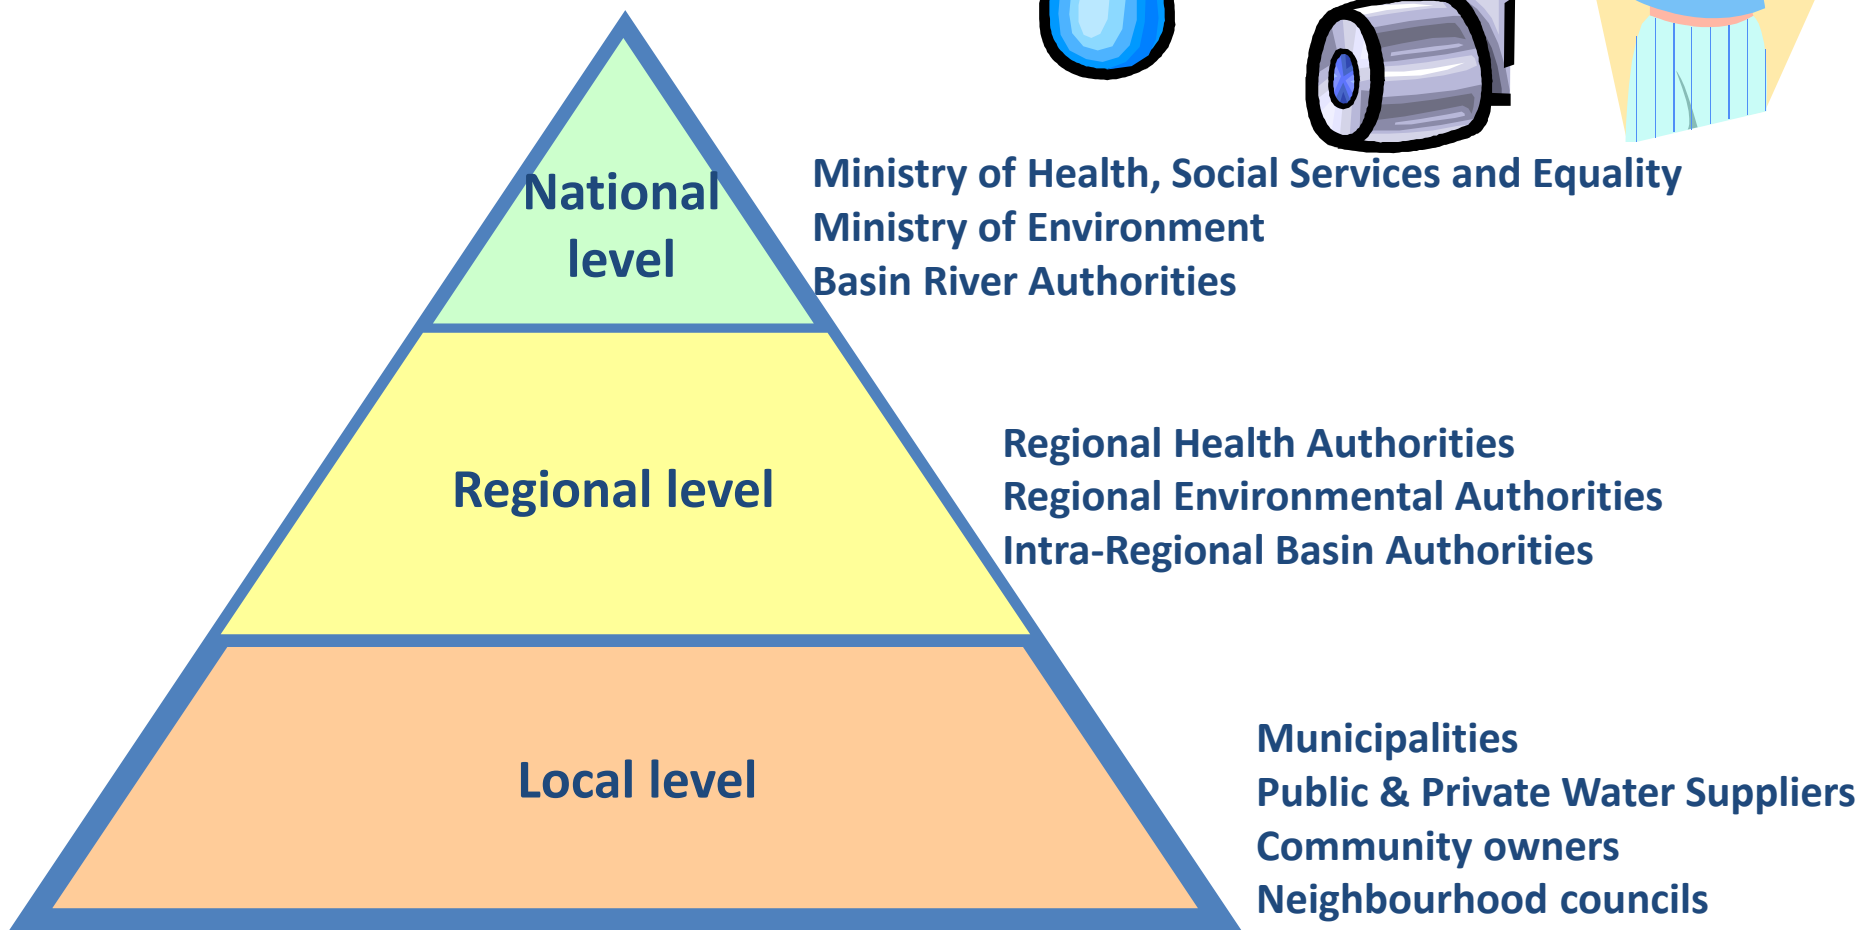 National
level
Ministry of Health, Social Services and Equality
Ministry of Environment
Basin River Authorities
Regional level
Regional Health Authorities
Regional Environmental Authorities
Intra-Regional Basin Authorities
Local level
Municipalities
Public & Private Water Suppliers
Community owners
Neighbourhood councils